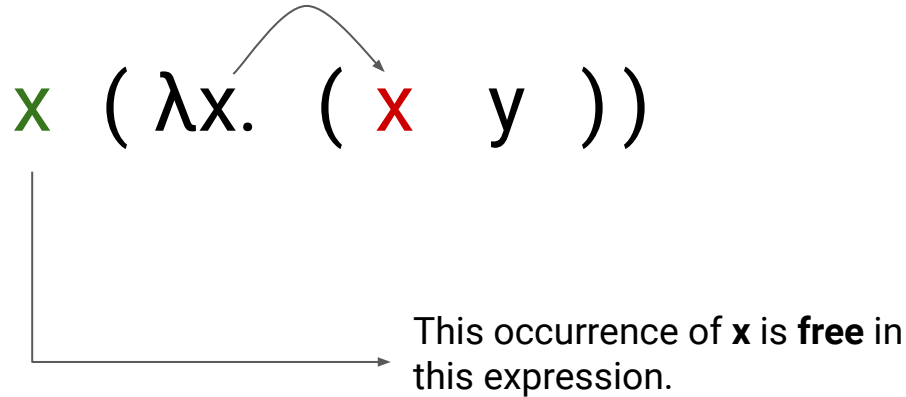 x ( λx. ( x y ) )
This occurrence of x is free in
this expression.